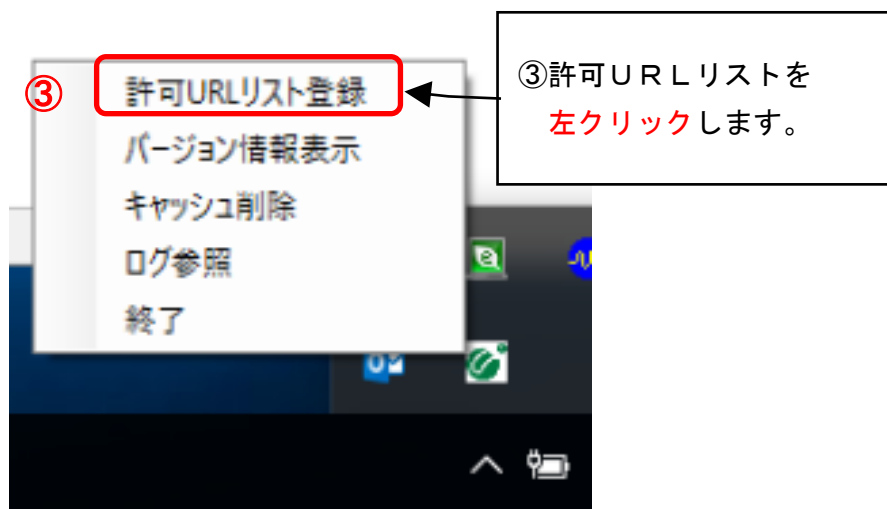 ③
許可URLリスト登録
バージョン情報表示
キャッシュ削除
ログ参照
終了
③許可ＵＲＬリストを
左クリックします。